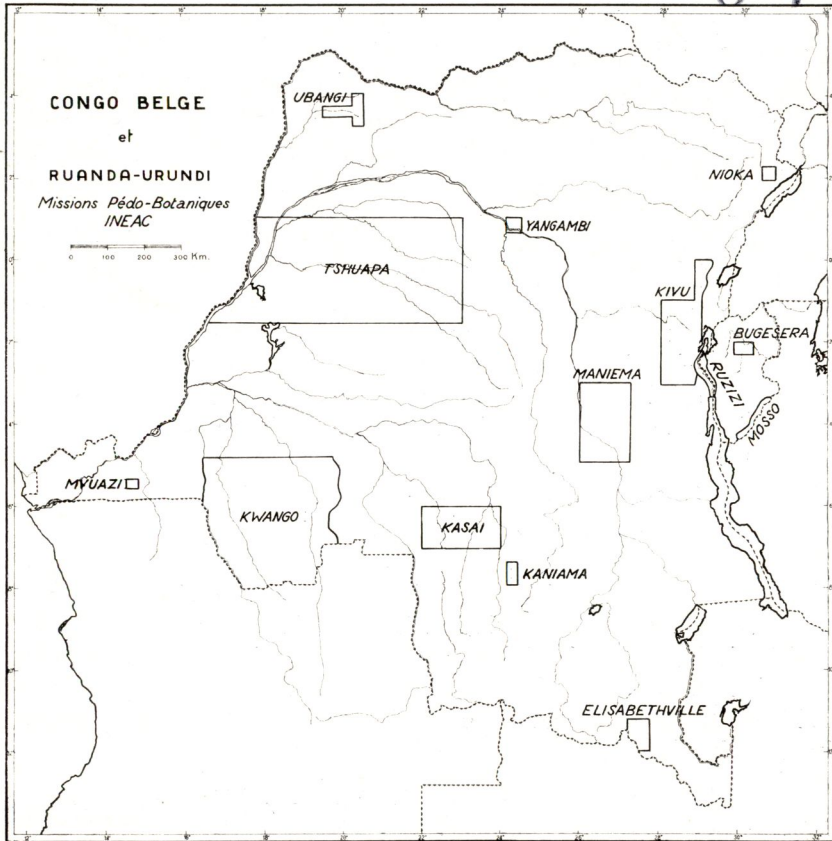 CONGO BELGE
et
RUANDA-URUNDI
Missions Pédo-Botaniques
INEAC
0 100 200 300 Km.
UBANGI
NIOKA
YANGAMBI
TSHUAPA
KIVU
BUGESERA
RUZIZI
MANIEMA
MOSSO
MVUAZI
KWANGO
KASAI
KANIAMA
ELISABETHVILLE